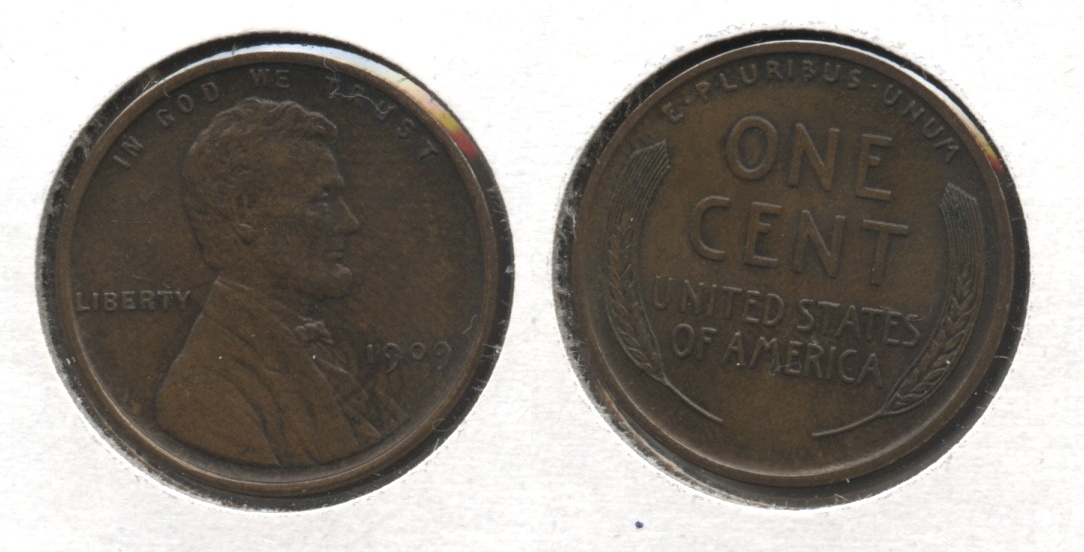 IN GOD WE TRUST
LIBERTY
1909
E·PLURIBUS·UNUM
ONE
CENT
UNITED STATES
OF AMERICA